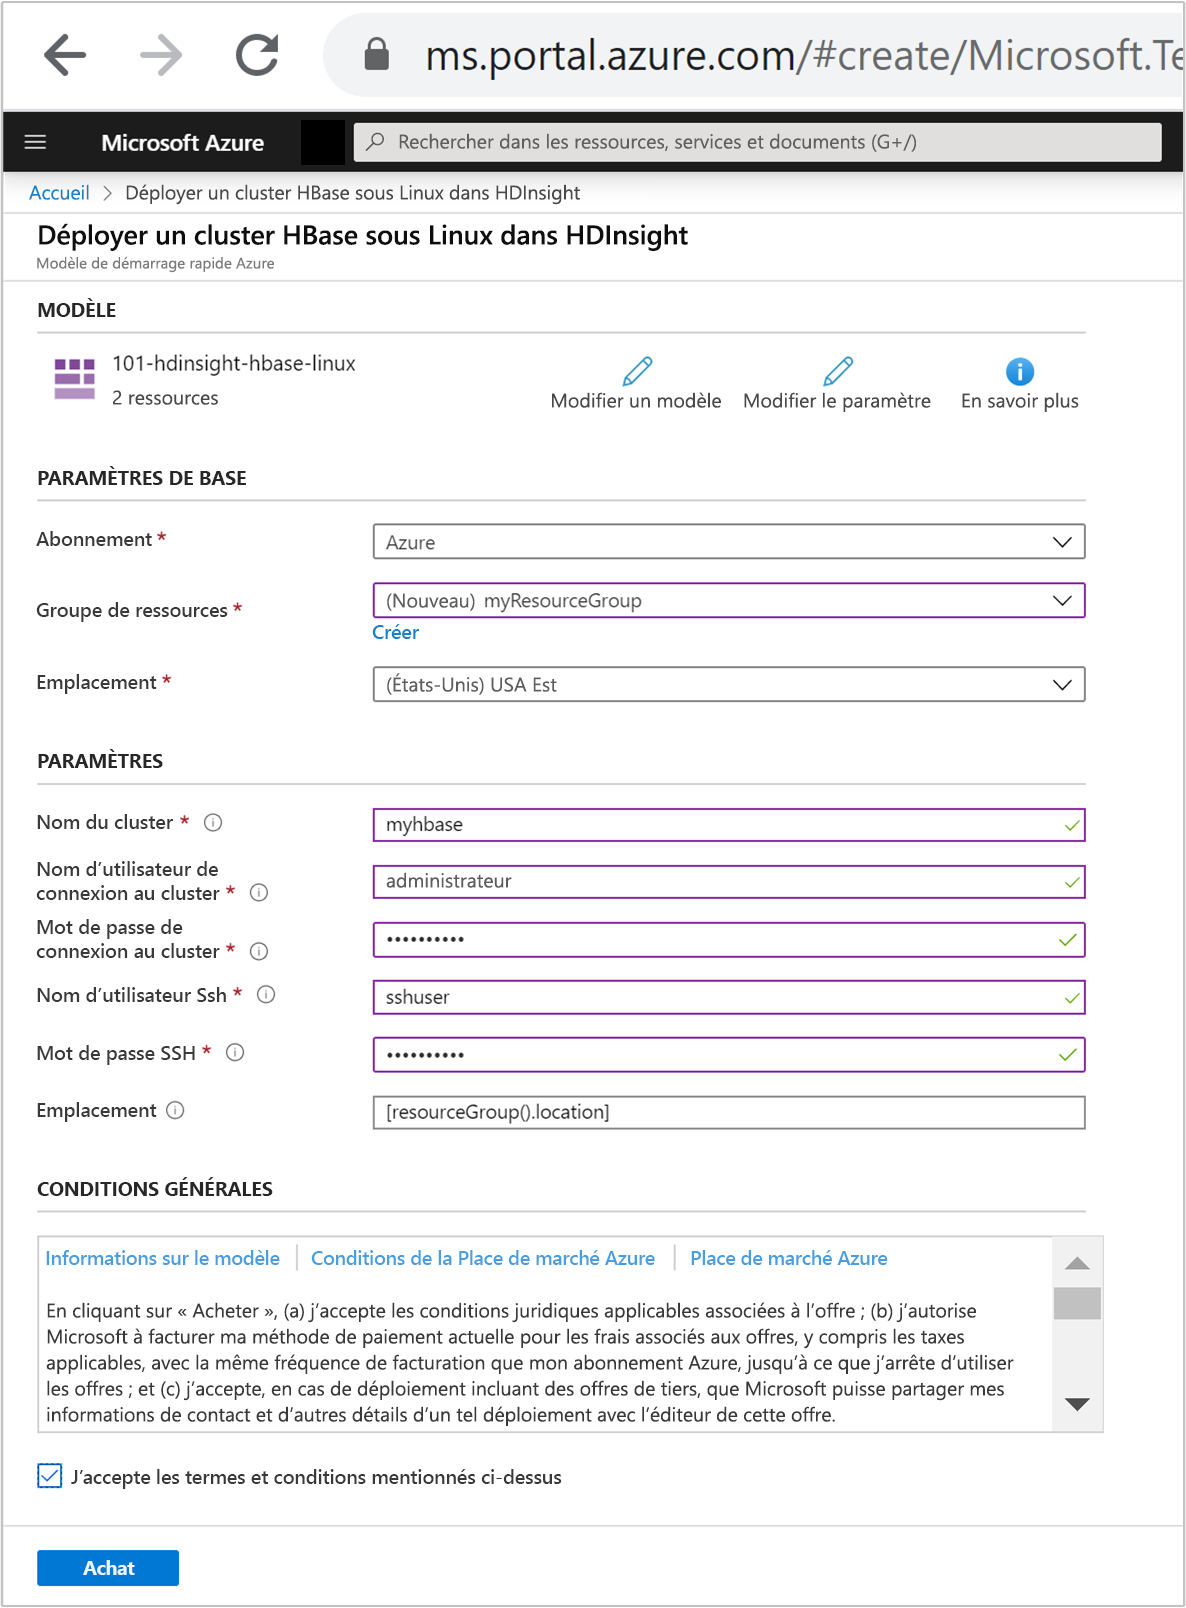 ms.portal.azure.com/#create/Microsoft.Te
Microsoft Azure
Rechercher dans les ressources, services et documents (G+/)
Accueil > Déployer un cluster HBase sous Linux dans HDInsight
Déployer un cluster HBase sous Linux dans HDInsight
Modèle de démarrage rapide Azure
MODÈLE
101-hdinsight-hbase-linux
2 ressources
Modifier un modèle
Modifier le paramètre
En savoir plus
PARAMÈTRES DE BASE
Abonnement *
Azure
Groupe de ressources *
(Nouveau) myResourceGroup
Créer
Emplacement *
(États-Unis) USA Est
PARAMÈTRES
Nom du cluster *
myhbase
Nom d’utilisateur de
connexion au cluster *
administrateur
Mot de passe de
connexion au cluster *
••••••••••
Nom d’utilisateur Ssh *
sshuser
Mot de passe SSH *
••••••••••
Emplacement
[resourceGroup().location]
CONDITIONS GÉNÉRALES
Informations sur le modèle | Conditions de la Place de marché Azure | Place de marché Azure
En cliquant sur « Acheter », (a) j’accepte les conditions juridiques applicables associées à l’offre ; (b) j’autorise
Microsoft à facturer ma méthode de paiement actuelle pour les frais associés aux offres, y compris les taxes
applicables, avec la même fréquence de facturation que mon abonnement Azure, jusqu’à ce que j’arrête d’utiliser
les offres ; et (c) j’accepte, en cas de déploiement incluant des offres de tiers, que Microsoft puisse partager mes
informations de contact et d’autres détails d’un tel déploiement avec l’éditeur de cette offre.
J’accepte les termes et conditions mentionnés ci-dessus
Achat